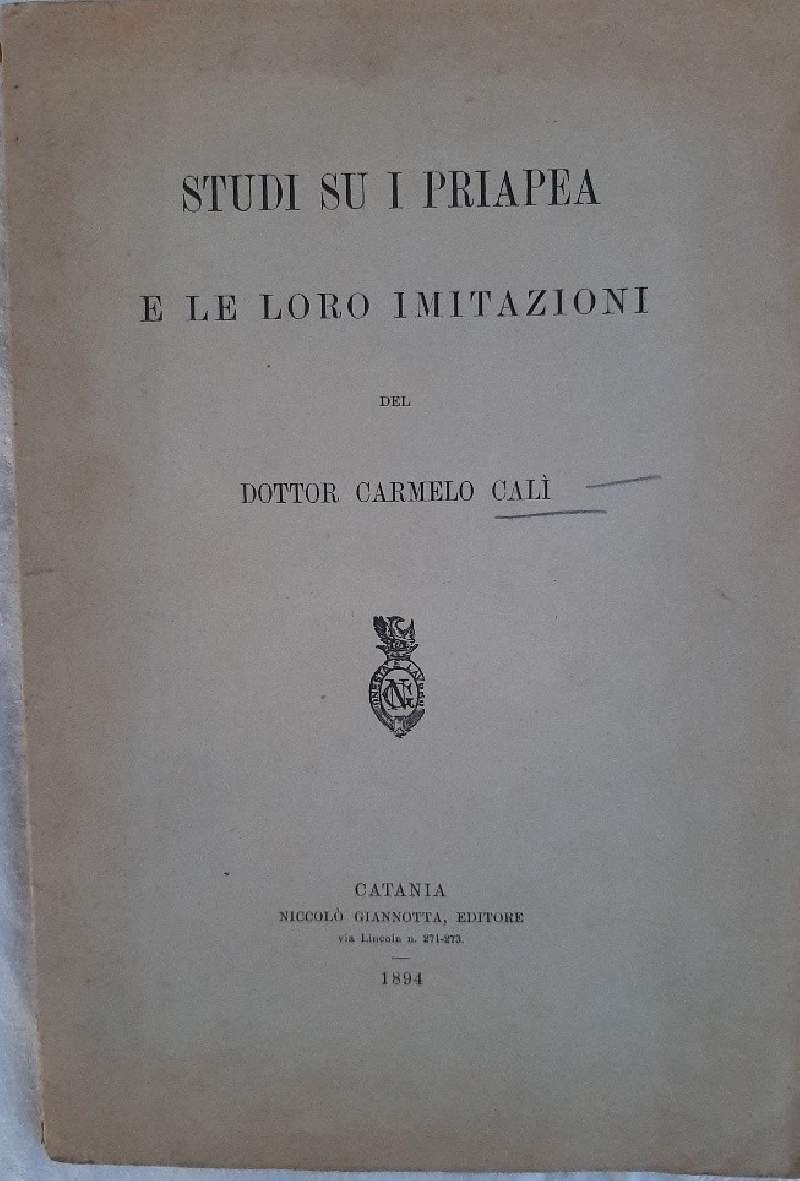 STUDI SU I PRIAPEA
E LE LORO IMITAZIONI
DEL
DOTTOR CARMELO CALÌ
CATANIA
NICCOLÒ GIANNOTTA, EDITORE
via Lincoln n. 271-273.
1894